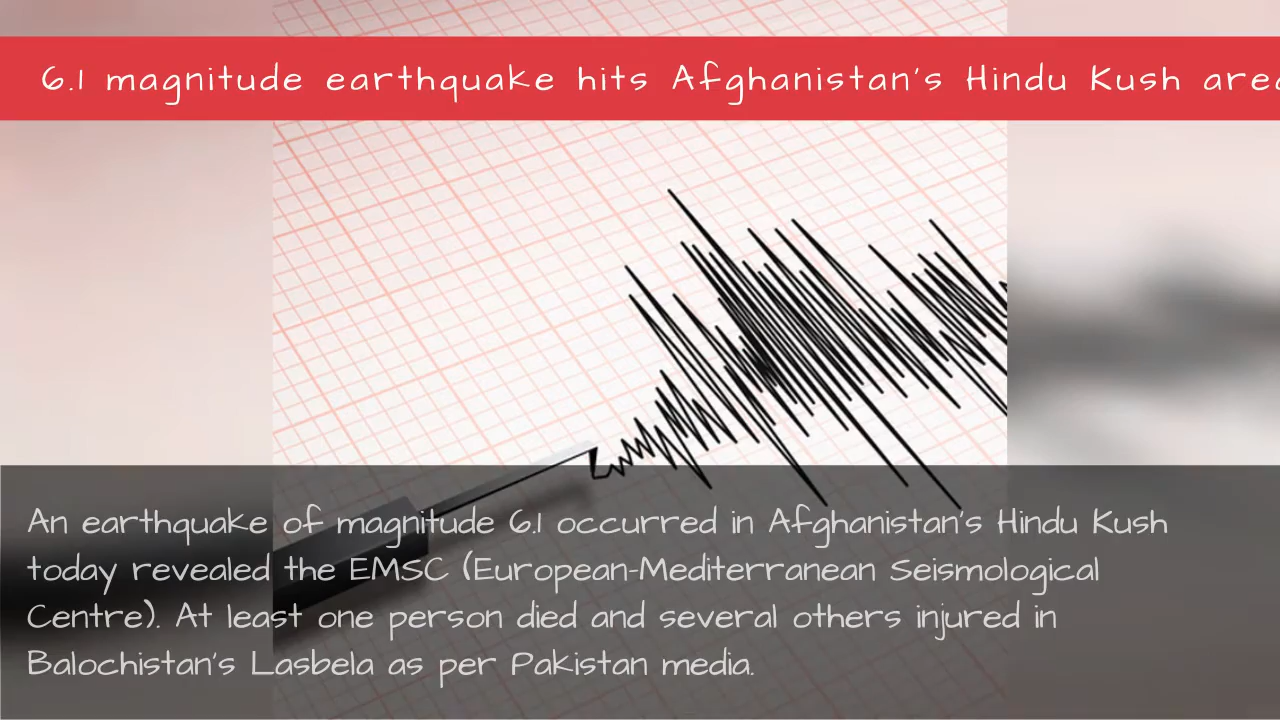 6.1 magnitude earthquake hits Afghanistan's Hindu Kush area
An earthquake of magnitude 6.1 occurred in Afghanistan's Hindu Kush
today revealed the EMSC (European-Mediterranean Seismological
Centre). At least one person died and several others injured in
Balochistan's Lasbela as per Pakistan media.